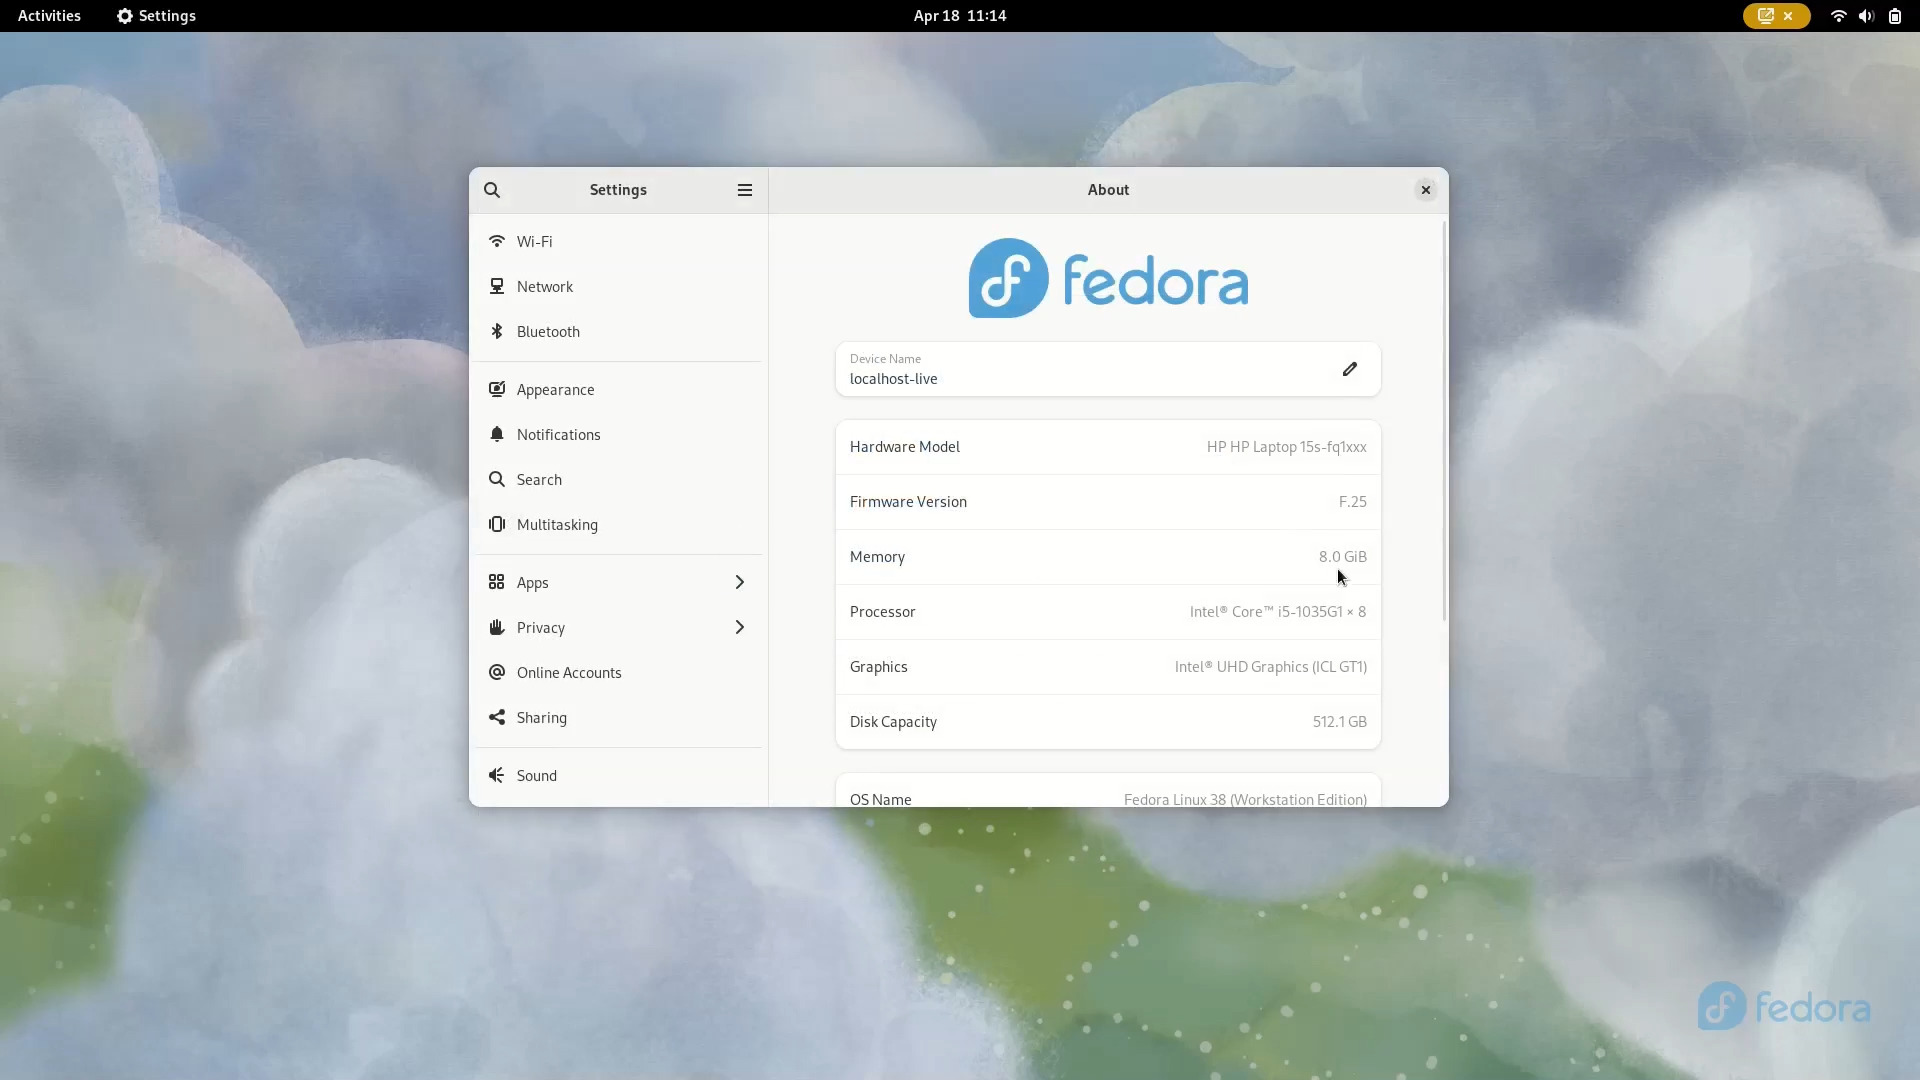 Activities
Settings
Apr 18 11:14
Settings
About
Wi-Fi
Network
Bluetooth
Appearance
Notifications
Search
Multitasking
Apps
Privacy
Online Accounts
Sharing
Sound
fedora
Device Name
localhost-live
Hardware Model HP HP Laptop 15s-fq1xxx
Firmware Version F.25
Memory 8.0 GiB
Processor Intel® Core™ i5-1035G1 × 8
Graphics Intel® UHD Graphics (ICL GT1)
Disk Capacity 512.1 GB
OS Name Fedora Linux 38 (Workstation Edition)
fedora